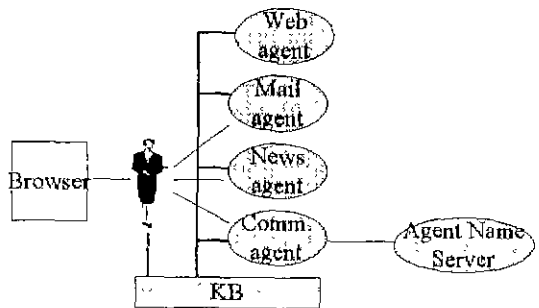 Web
agent
Mail
agent
News
agent
Browser
Comm.
agent
Agent Name
Server
KB